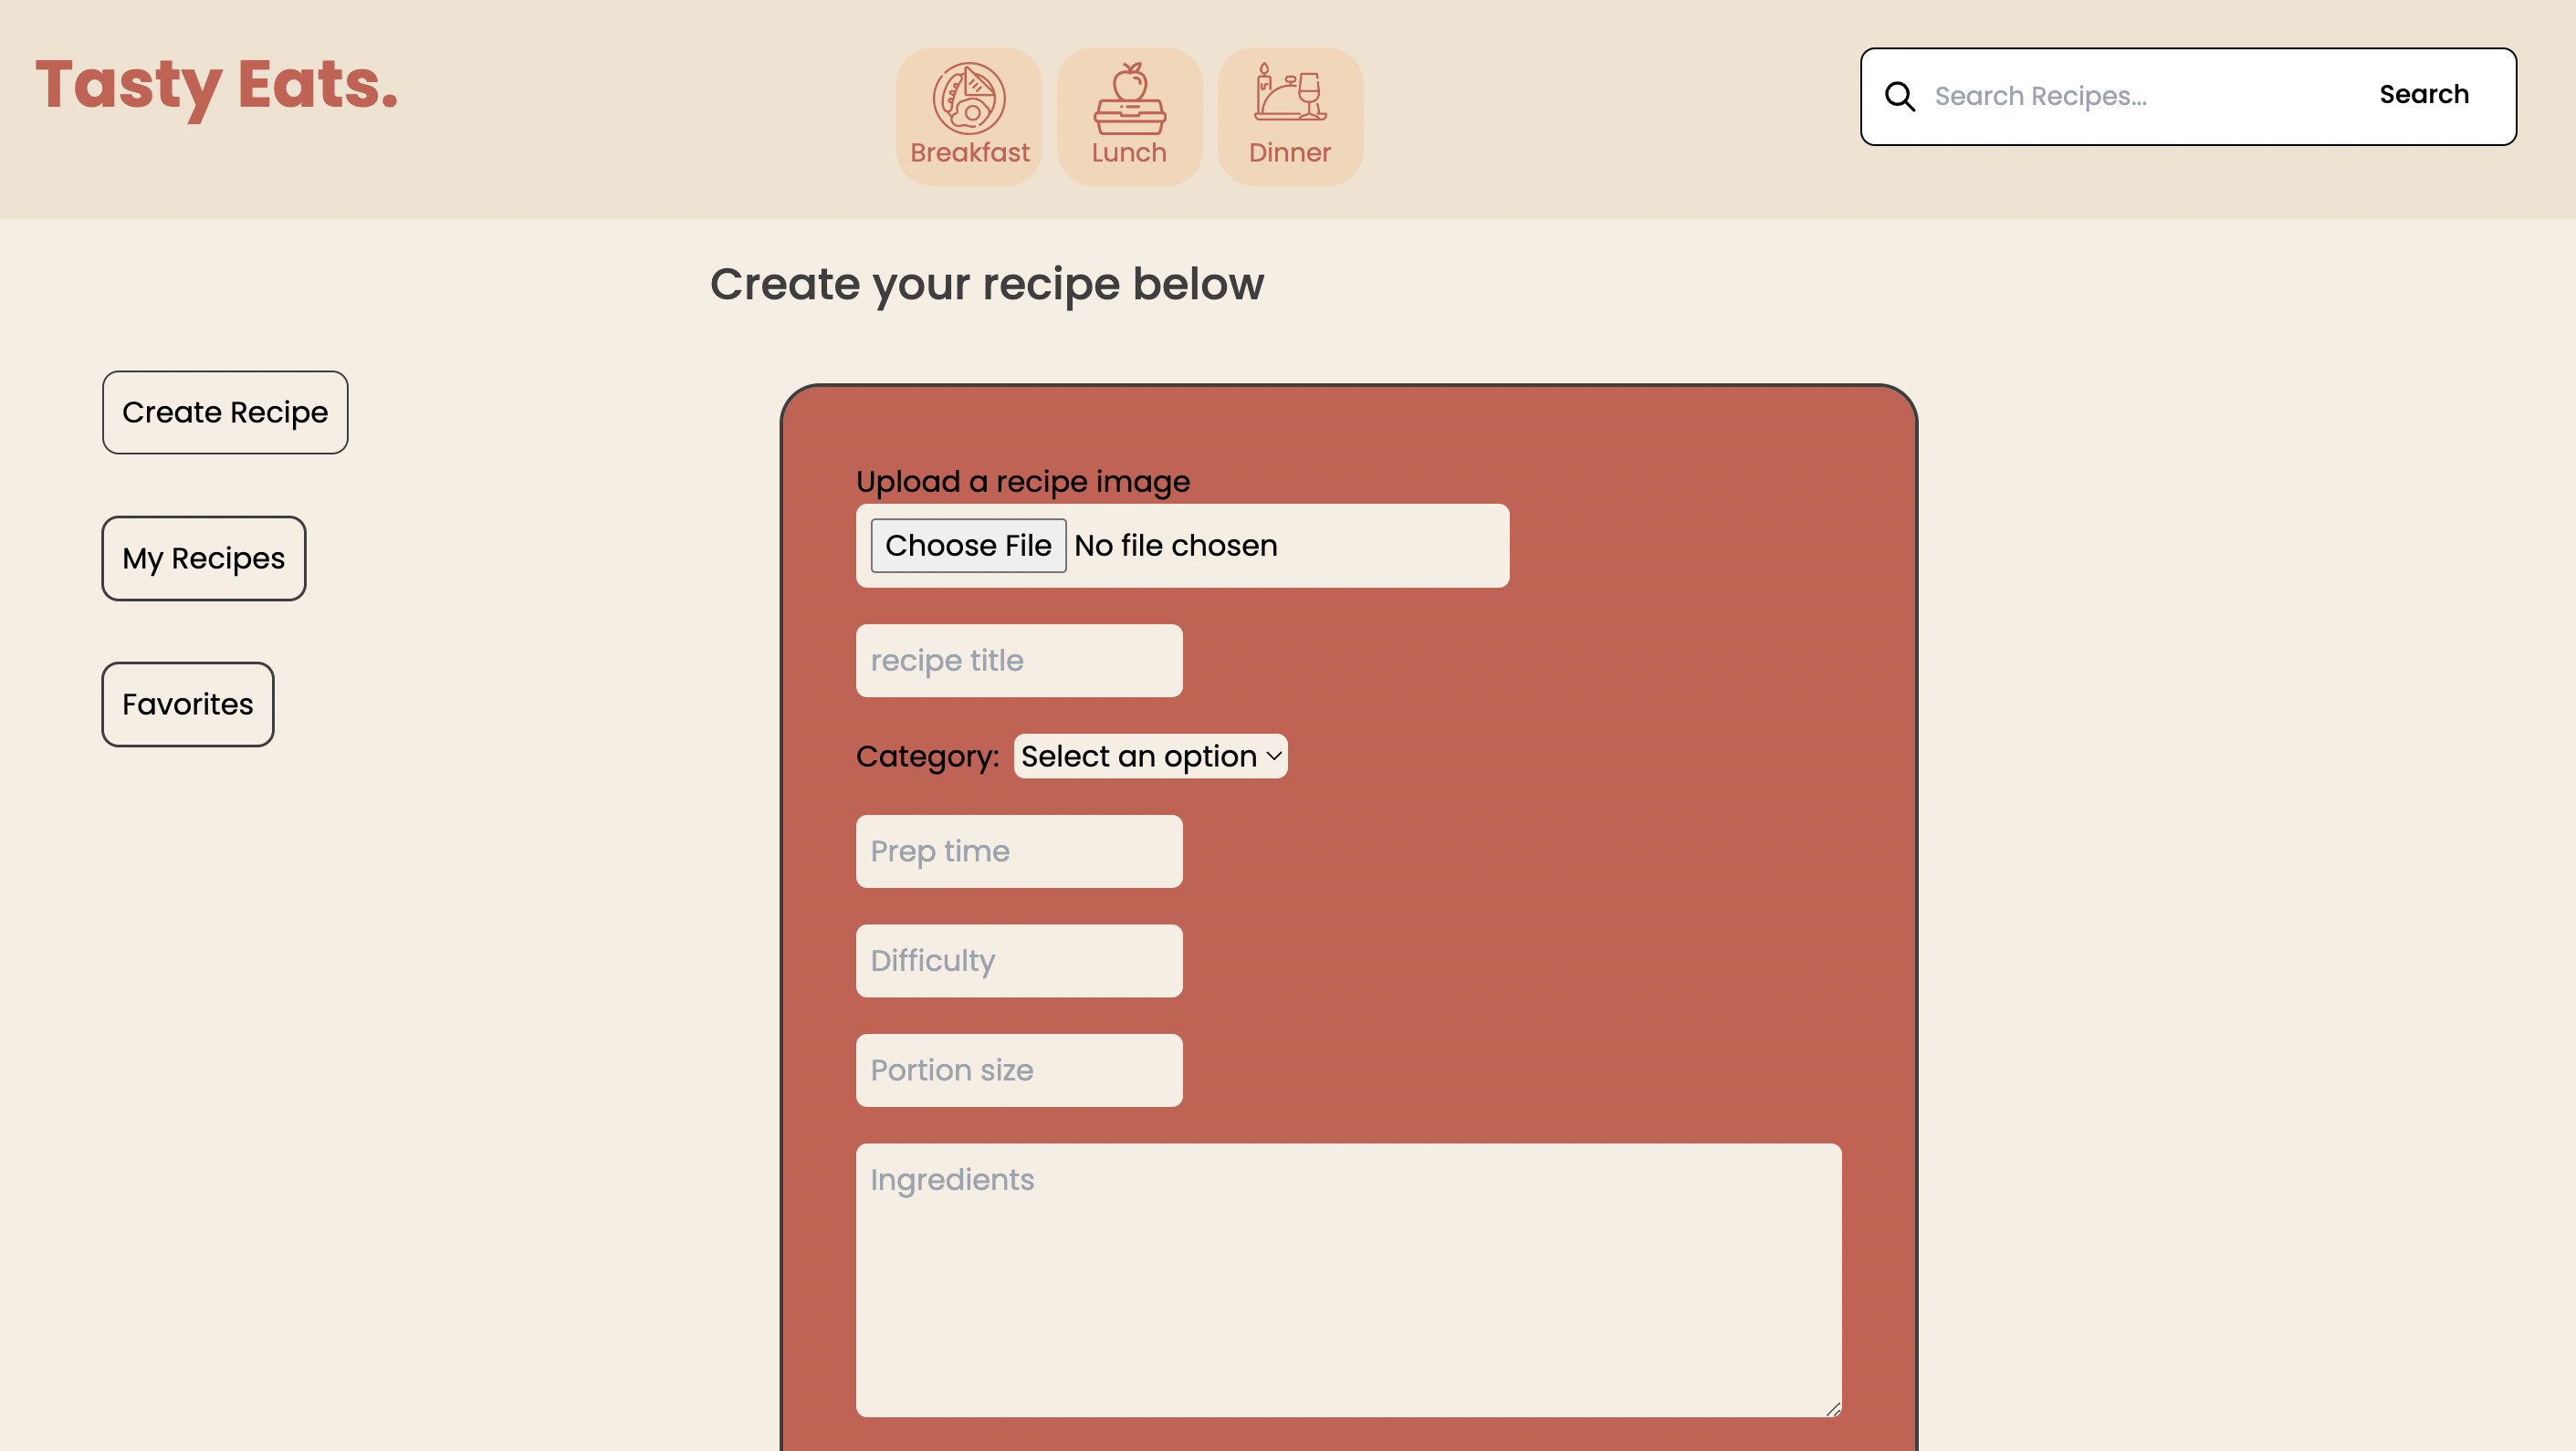 Tasty Eats.
Breakfast
Lunch
Dinner
Search Recipes...
Search
Create your recipe below
Create Recipe
My Recipes
Favorites
Upload a recipe image
Choose File No file chosen
recipe title
Category: Select an option
Prep time
Difficulty
Portion size
Ingredients